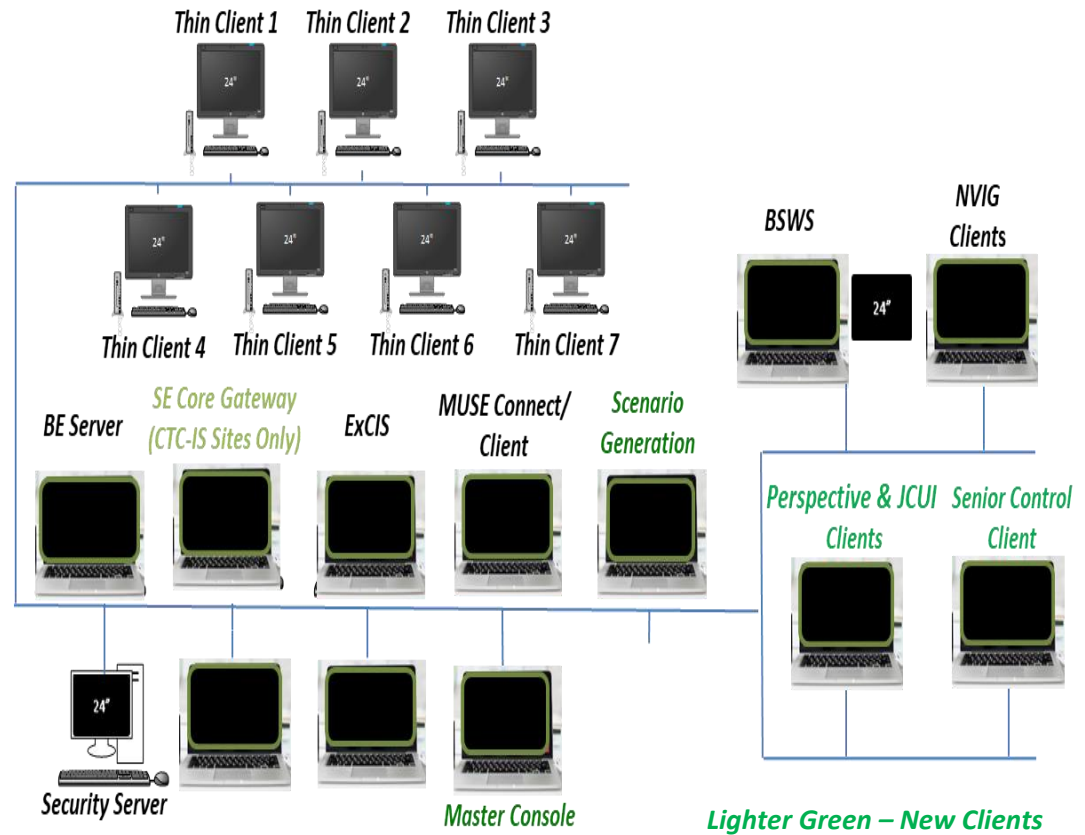 Thin Client 1
Thin Client 2
Thin Client 3
24"
24"
24"
24"
24"
24"
24"
Thin Client 4
Thin Client 5
Thin Client 6
Thin Client 7
BSWS
NVIG
Clients
24"
BE Server
SE Core Gateway
(CTC-IS Sites Only)
ExCIS
MUSE Connect/
Client
Scenario
Generation
Perspective & JCUI
Clients
Senior Control
Client
24"
Security Server
Master Console
Lighter Green – New Clients